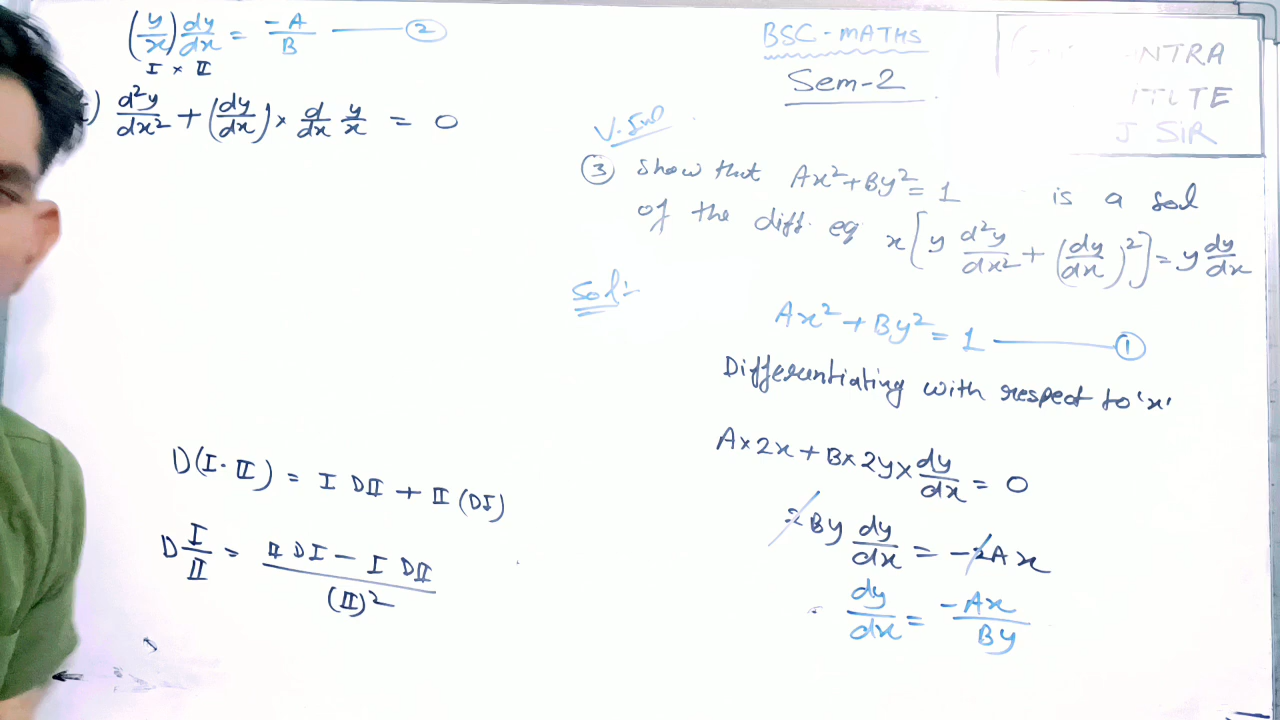 (y/x) dy/dx = -A/B ——— ②
I × II
) d²y/dx² + (dy/dx) × d/dx y/x = 0
D(I · II) = I DII + II (DI)
D I/II = (II DI - I DII)/(II)²
BSC - MATHS
Sem-2
NTRA
ITUTE
J SIR
③ Show that Ax² + By² = 1 is a sol
of the diff. eq x[y d²y/dx² + (dy/dx)²] = y dy/dx
Sol:-
Ax² + By² = 1 ——— ①
Differentiating with respect to 'x'
A×2x + B×2y× dy/dx = 0
2By dy/dx = -2Ax
dy/dx = -Ax/By